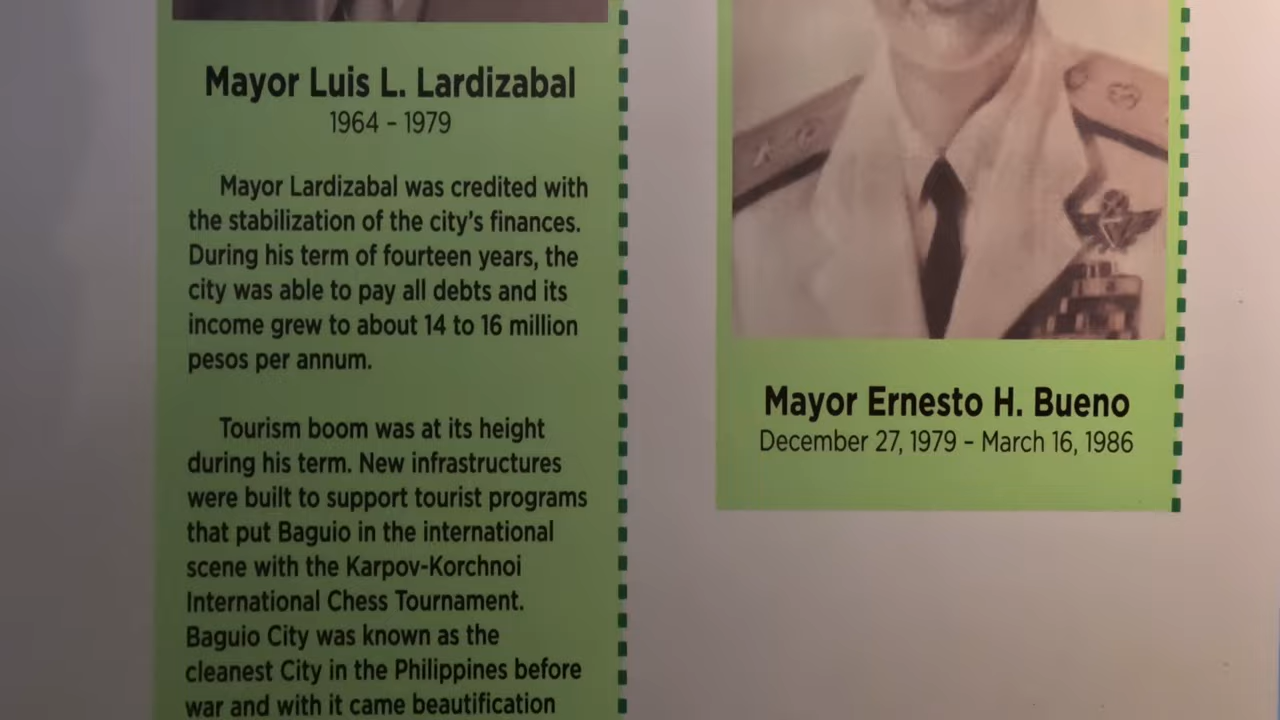 Mayor Luis L. Lardizabal
1964 - 1979
Mayor Lardizabal was credited with
the stabilization of the city's finances.
During his term of fourteen years, the
city was able to pay all debts and its
income grew to about 14 to 16 million
pesos per annum.
Tourism boom was at its height
during his term. New infrastructures
were built to support tourist programs
that put Baguio in the international
scene with the Karpov-Korchnoi
International Chess Tournament.
Baguio City was known as the
cleanest City in the Philippines before
war and with it came beautification
Mayor Ernesto H. Bueno
December 27, 1979 - March 16, 1986